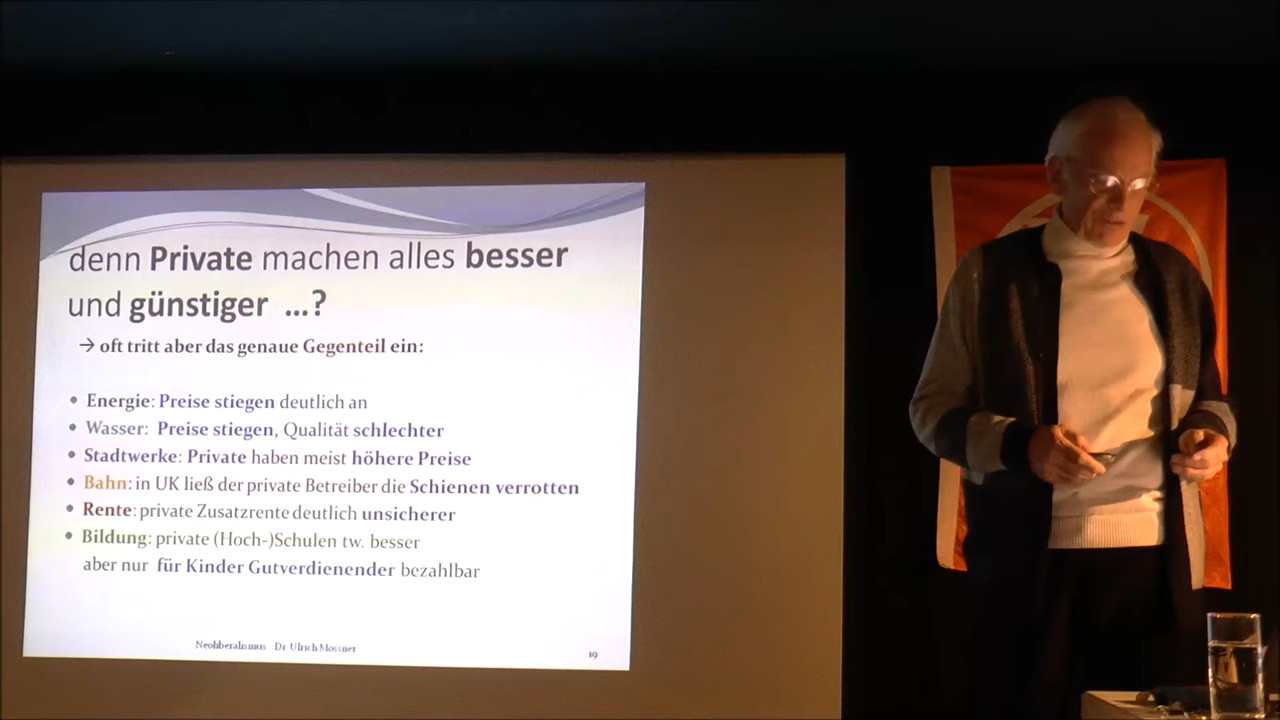 denn Private machen alles besser
und günstiger ...?
→ oft tritt aber das genaue Gegenteil ein:
• Energie: Preise stiegen deutlich an
• Wasser: Preise stiegen, Qualität schlechter
• Stadtwerke: Private haben meist höhere Preise
• Bahn: in UK ließ der private Betreiber die Schienen verrotten
• Rente: private Zusatzrente deutlich unsicherer
• Bildung: private (Hoch-)Schulen tw. besser
aber nur für Kinder Gutverdienender bezahlbar
Neoliberalismus Dr. Ulrich Mossner
19